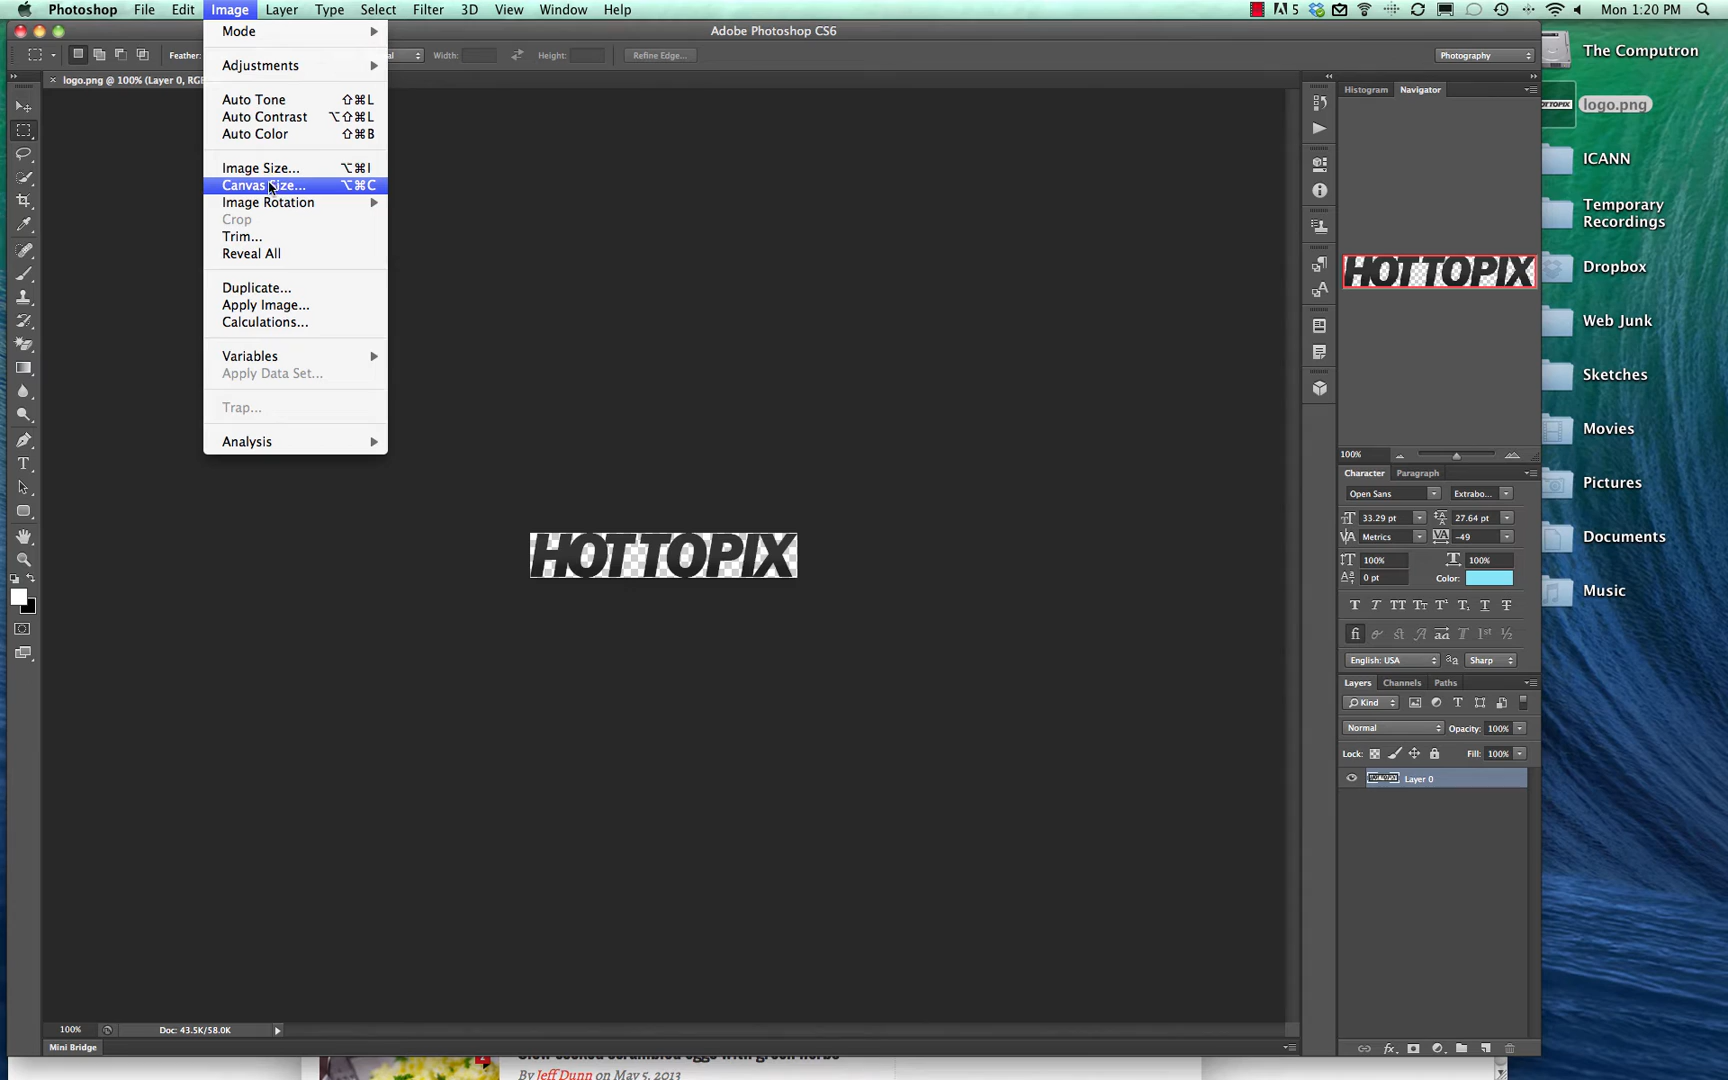 Photoshop File Edit Image Layer Type Select Filter 3D View Window Help
5 Mon 1:20 PM
Adobe Photoshop CS6
Feather: Width: Height: Refine Edge... Photography
logo.png @ 100% (Layer 0,
Mode
Adjustments
Auto Tone ⇧⌘L
Auto Contrast ⌥⇧⌘L
Auto Color ⇧⌘B
Image Size... ⌥⌘I
Canvas Size... ⌥⌘C
Image Rotation
Crop
Trim...
Reveal All
Duplicate...
Apply Image...
Calculations...
Variables
Apply Data Set...
Trap...
Analysis
HOTTOPIX
100% Doc: 43.5K/58.0K
Mini Bridge
Histogram Navigator
HOTTOPIX
100%
Character Paragraph
Open Sans Extrabo...
33.29 pt 27.64 pt
Metrics -49
100% 100%
0 pt Color:
English: USA Sharp
Layers Channels Paths
Kind
Normal Opacity: 100%
Lock: Fill: 100%
Layer 0
The Computron
logo.png
ICANN
Temporary
Recordings
Dropbox
Web Junk
Sketches
Movies
Pictures
Documents
Music
By Jeff Dunn on May 5, 2013